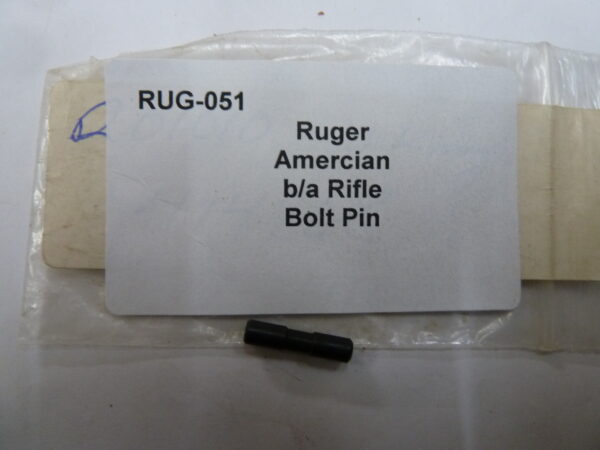 RUG-051
Ruger
Amercian
b/a Rifle
Bolt Pin